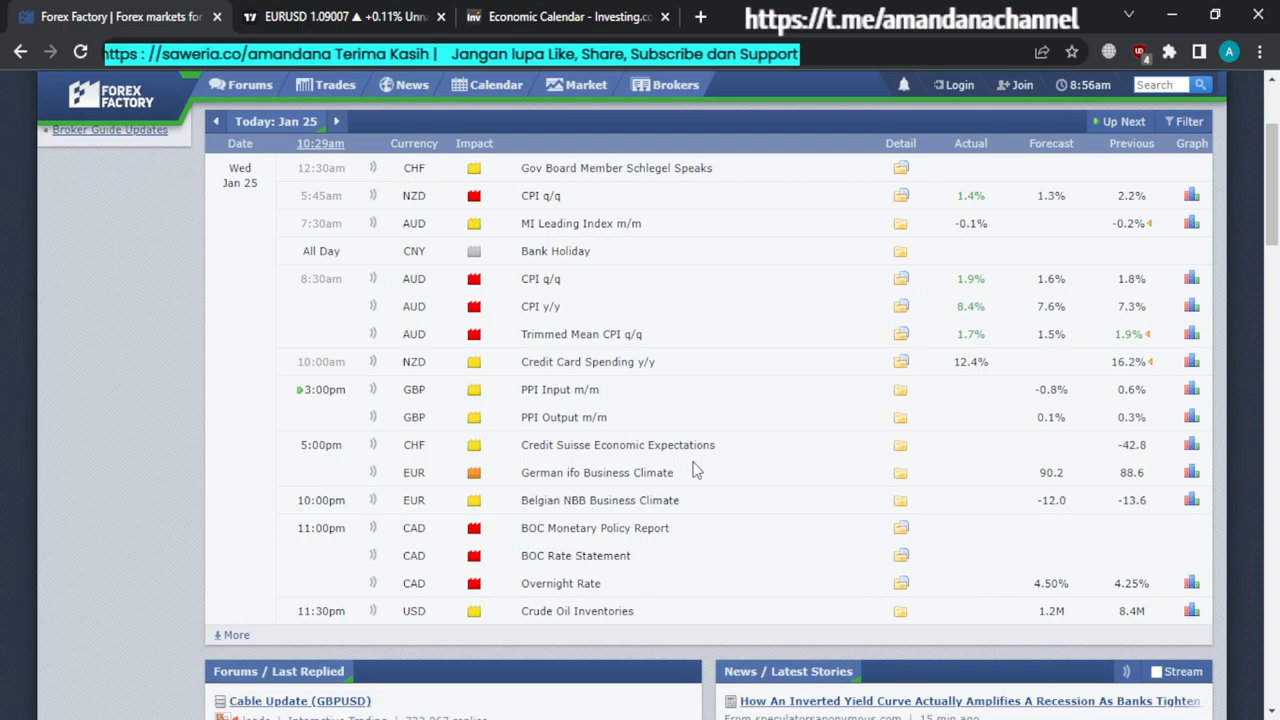 Forex Factory | Forex markets for
EURUSD 1.09007 ▲ +0.11% Unna
Economic Calendar - Investing.co
https://t.me/amandanachannel
https : //saweria.co/amandana Terima Kasih | Jangan lupa Like, Share, Subscribe dan Support
4
A
FOREX FACTORY
Forums Trades News Calendar Market Brokers Login Join 8:56am Search
Broker Guide Updates
Today: Jan 25 Up Next Filter
Date 10:29am Currency Impact Detail Actual Forecast Previous Graph
Wed Jan 25 12:30am CHF Gov Board Member Schlegel Speaks
5:45am NZD CPI q/q 1.4% 1.3% 2.2%
7:30am AUD MI Leading Index m/m -0.1% -0.2%
All Day CNY Bank Holiday
8:30am AUD CPI q/q 1.9% 1.6% 1.8%
AUD CPI y/y 8.4% 7.6% 7.3%
AUD Trimmed Mean CPI q/q 1.7% 1.5% 1.9%
10:00am NZD Credit Card Spending y/y 12.4% 16.2%
3:00pm GBP PPI Input m/m -0.8% 0.6%
GBP PPI Output m/m 0.1% 0.3%
5:00pm CHF Credit Suisse Economic Expectations -42.8
EUR German ifo Business Climate 90.2 88.6
10:00pm EUR Belgian NBB Business Climate -12.0 -13.6
11:00pm CAD BOC Monetary Policy Report
CAD BOC Rate Statement
CAD Overnight Rate 4.50% 4.25%
11:30pm USD Crude Oil Inventories 1.2M 8.4M
More
Forums / Last Replied
Cable Update (GBPUSD)
News / Latest Stories Stream
How An Inverted Yield Curve Actually Amplifies A Recession As Banks Tighten
From speculatorsanonymous.com | 15 min ago